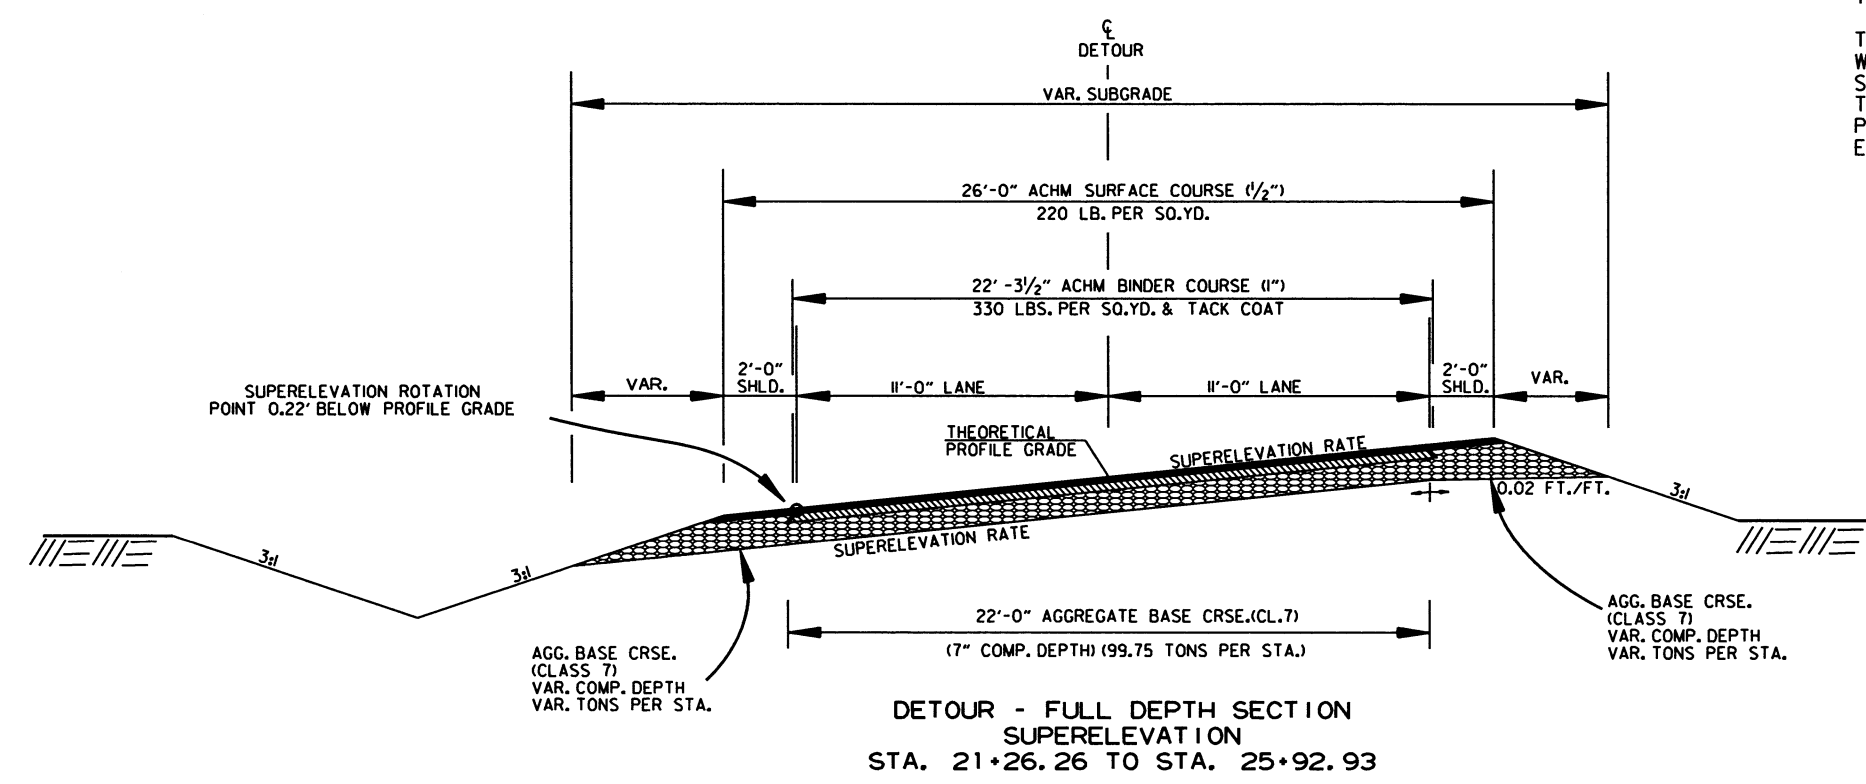 ℄
DETOUR
T
W
S
T
P
E
VAR. SUBGRADE
26'-0" ACHM SURFACE COURSE (1/2")
220 LB. PER SQ.YD.
22'-3 1/2" ACHM BINDER COURSE (1")
330 LBS. PER SQ.YD. & TACK COAT
VAR.
2'-0"
SHLD.
11'-0" LANE
11'-0" LANE
2'-0"
SHLD.
VAR.
SUPERELEVATION ROTATION
POINT 0.22' BELOW PROFILE GRADE
THEORETICAL
PROFILE GRADE
SUPERELEVATION RATE
0.02 FT./FT.
3:1
3:1
3:1
SUPERELEVATION RATE
22'-0" AGGREGATE BASE CRSE.(CL.7)
(7" COMP. DEPTH) (99.75 TONS PER STA.)
AGG. BASE CRSE.
(CLASS 7)
VAR. COMP. DEPTH
VAR. TONS PER STA.
AGG. BASE CRSE.
(CLASS 7)
VAR. COMP. DEPTH
VAR. TONS PER STA.
DETOUR - FULL DEPTH SECTION
SUPERELEVATION
STA. 21+26.26 TO STA. 25+92.93